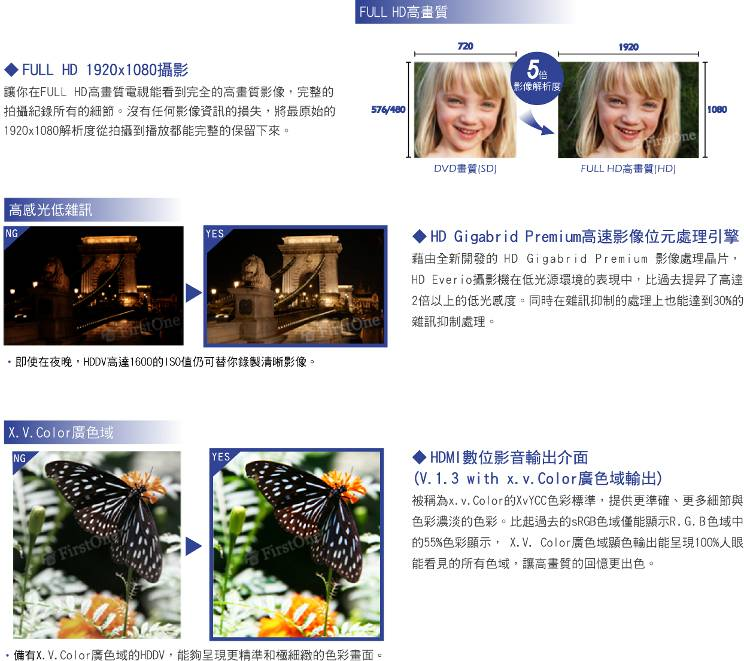 FULL HD高畫質
◆ FULL HD 1920x1080攝影
讓你在FULL HD高畫質電視能看到完全的高畫質影像，完整的
拍攝紀錄所有的細節。沒有任何影像資訊的損失，將最原始的
1920x1080解析度從拍攝到播放都能完整的保留下來。
720
1920
5倍
影像解析度
576/480
1080
FirstOne
DVD畫質(SD)
FULL HD高畫質(HD)
高感光低雜訊
NG
YES
FirstOne
FirstOne
・即使在夜晚，HDDV高達1600的ISO值仍可替你錄製清晰影像。
◆ HD Gigabrid Premium高速影像位元處理引擎
藉由全新開發的 HD Gigabrid Premium 影像處理晶片，
HD Everio攝影機在低光源環境的表現中，比過去提昇了高達
2倍以上的低光感度。同時在雜訊抑制的處理上也能達到30%的
雜訊抑制處理。
X.V.Color廣色域
NG
YES
FirstOne
FirstOne
・備有X.V.Color廣色域的HDDV，能夠呈現更精準和極細緻的色彩畫面。
◆ HDMI數位影音輸出介面
(V.1.3 with x.v.Color廣色域輸出)
被稱為x.v.Color的XvYCC色彩標準，提供更準確、更多細節與
色彩濃淡的色彩。比起過去的sRGB色域僅能顯示R.G.B色域中
的55%色彩顯示， X.V. Color廣色域顯色輸出能呈現100%人眼
能看見的所有色域，讓高畫質的回憶更出色。